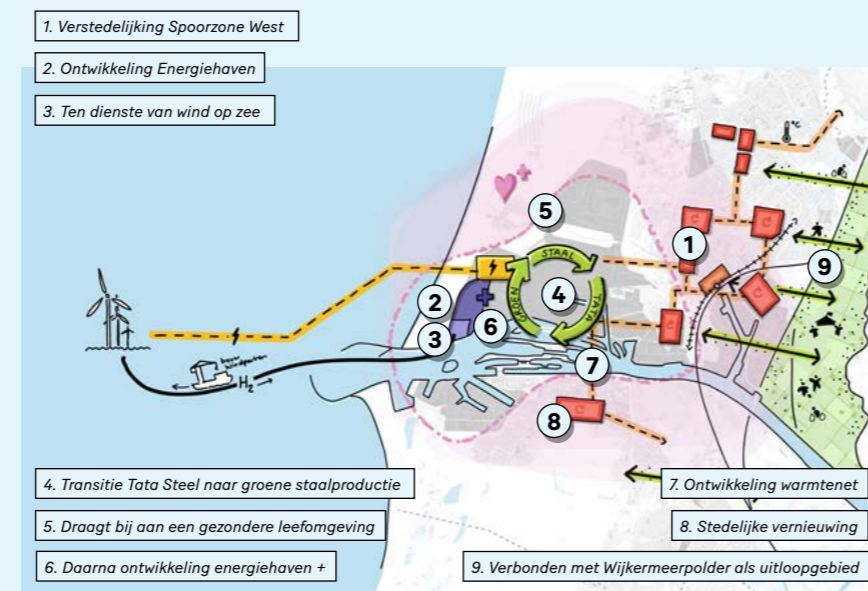 1. Verstedelijking Spoorzone West
2. Ontwikkeling Energiehaven
3. Ten dienste van wind op zee
°C
5
STAAL
1
9
GROEN
4
TATA
2
3
6
bouw
windparken
H₂
7
8
4. Transitie Tata Steel naar groene staalproductie
7. Ontwikkeling warmtenet
5. Draagt bij aan een gezondere leefomgeving
8. Stedelijke vernieuwing
6. Daarna ontwikkeling energiehaven +
9. Verbonden met Wijkermeerpolder als uitloopgebied